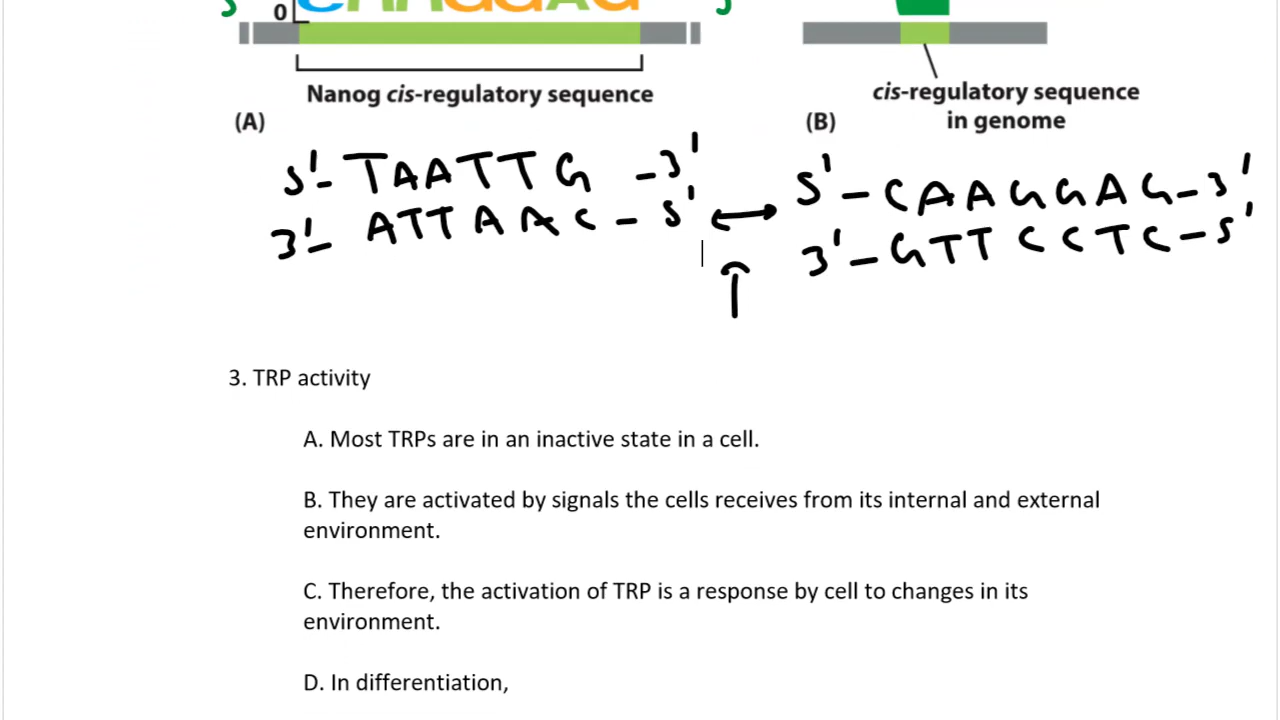 5' CAAGGAG 3'
0
Nanog cis-regulatory sequence
cis-regulatory sequence
in genome
(A)
(B)
5'- TAATTG -3'
3'- ATTAAC - 5'
5'- CAAGGAG-3'
3'- GTTCCTC-5'
3. TRP activity
A. Most TRPs are in an inactive state in a cell.
B. They are activated by signals the cells receives from its internal and external
environment.
C. Therefore, the activation of TRP is a response by cell to changes in its
environment.
D. In differentiation,